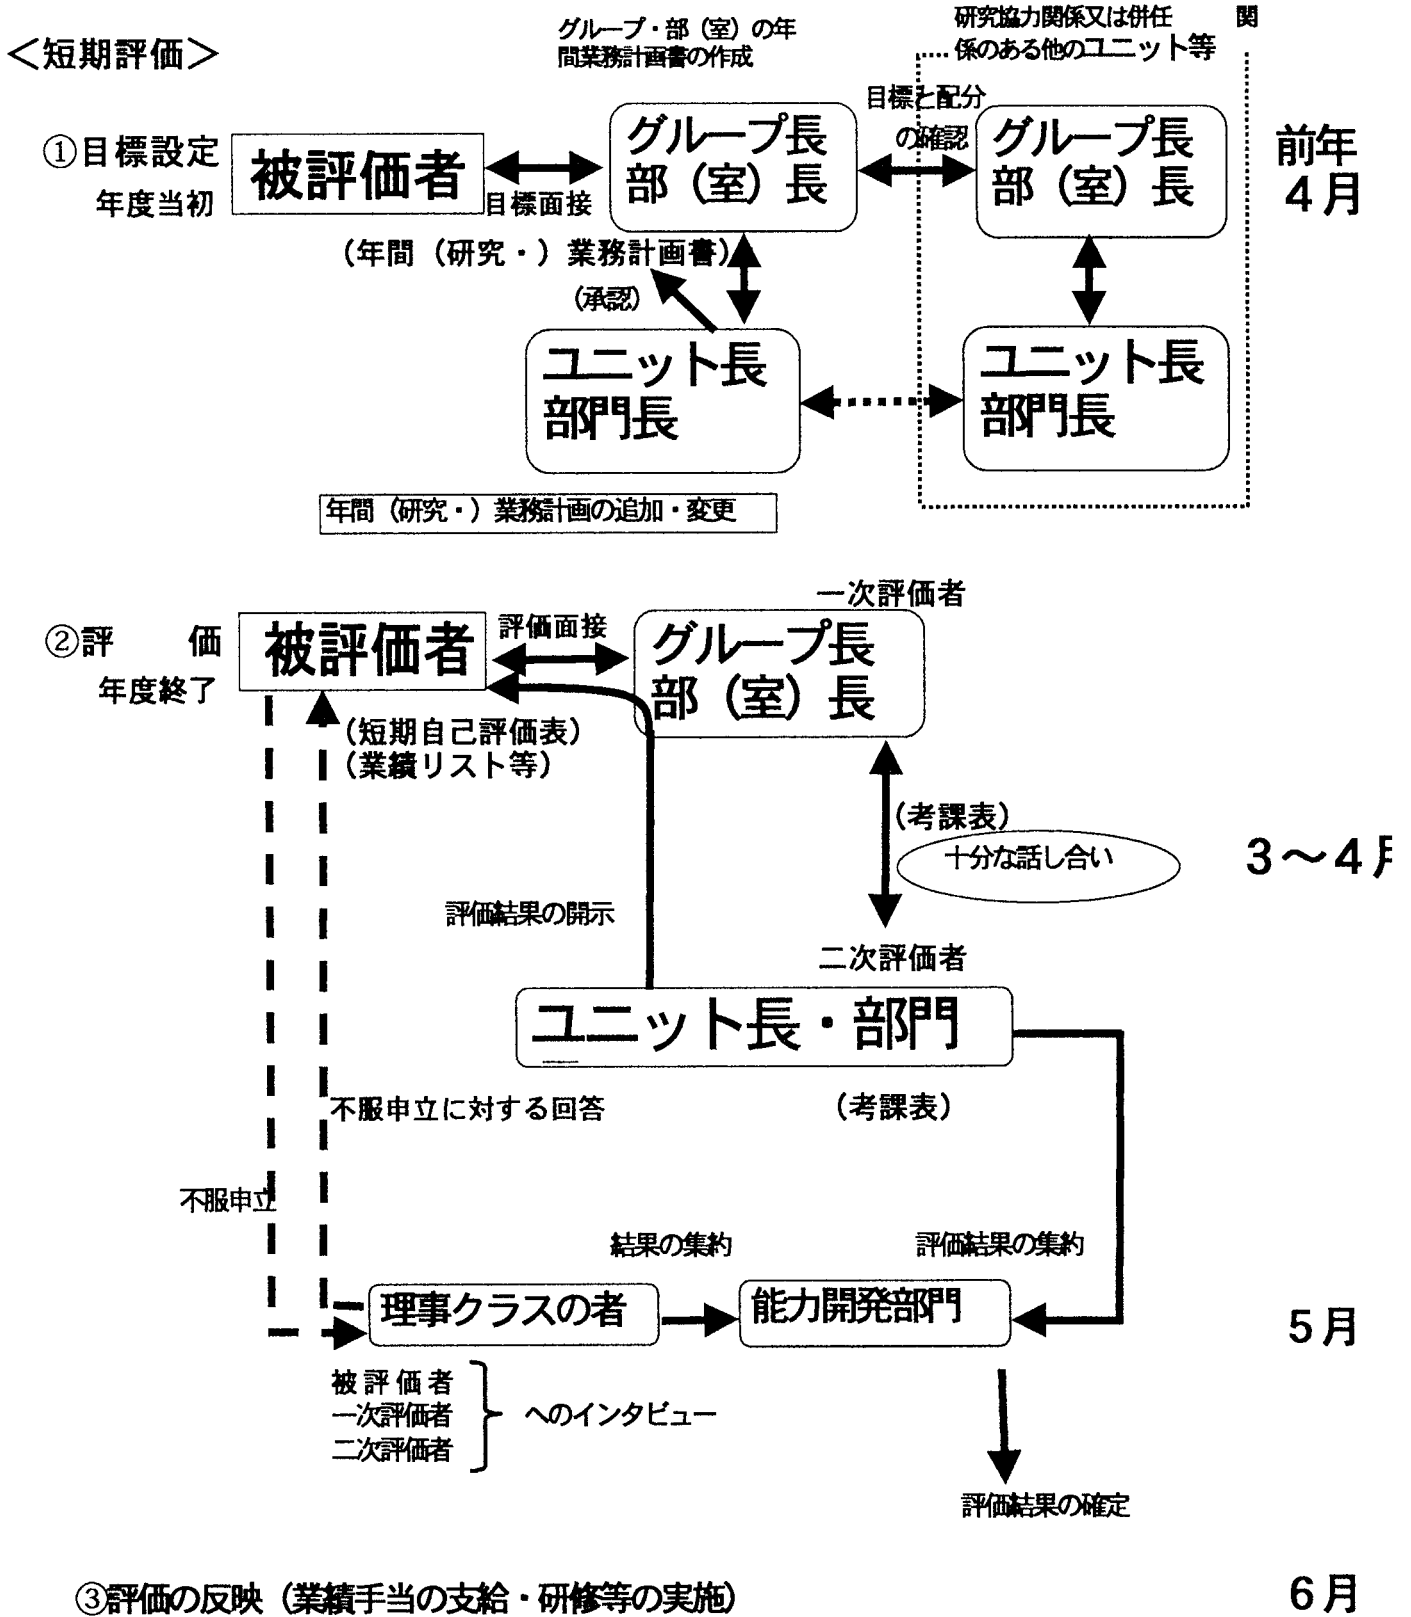 ＜短期評価＞
グループ・部（室）の年
間業務計画書の作成
研究協力関係又は併任　関
係のある他のユニット等
①目標設定
年度当初
被評価者
目標面接
グループ長
部（室）長
目標と配分
の確認
グループ長
部（室）長
前年
4月
（年間（研究・）業務計画書）
（承認）
ユニット長
部門長
ユニット長
部門長
年間（研究・）業務計画の追加・変更
②評　価
年度終了
被評価者
評価面接
一次評価者
グループ長
部（室）長
（短期自己評価表）
（業績リスト等）
（考課表）
十分な話し合い
3～4月
評価結果の開示
二次評価者
ユニット長・部門
不服申立に対する回答
（考課表）
不服申立
結果の集約
評価結果の集約
理事クラスの者
能力開発部門
5月
被評価者
一次評価者
二次評価者
へのインタビュー
評価結果の確定
③評価の反映（業績手当の支給・研修等の実施）
6月